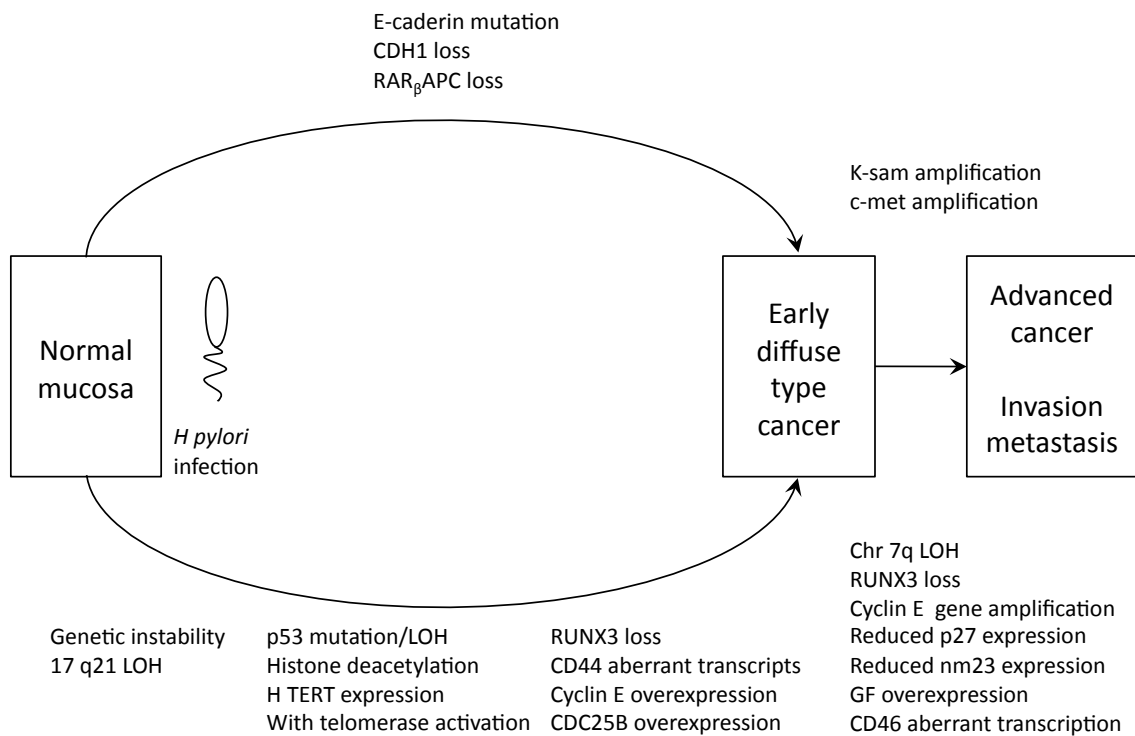 E-caderin mutation
CDH1 loss
RARβAPC loss
K-sam amplification
c-met amplification
Normal
mucosa
H pylori
infection
Early
diffuse
type
cancer
Advanced
cancer
Invasion
metastasis
Genetic instability
17 q21 LOH
p53 mutation/LOH
Histone deacetylation
H TERT expression
With telomerase activation
RUNX3 loss
CD44 aberrant transcripts
Cyclin E overexpression
CDC25B overexpression
Chr 7q LOH
RUNX3 loss
Cyclin E gene amplification
Reduced p27 expression
Reduced nm23 expression
GF overexpression
CD46 aberrant transcription